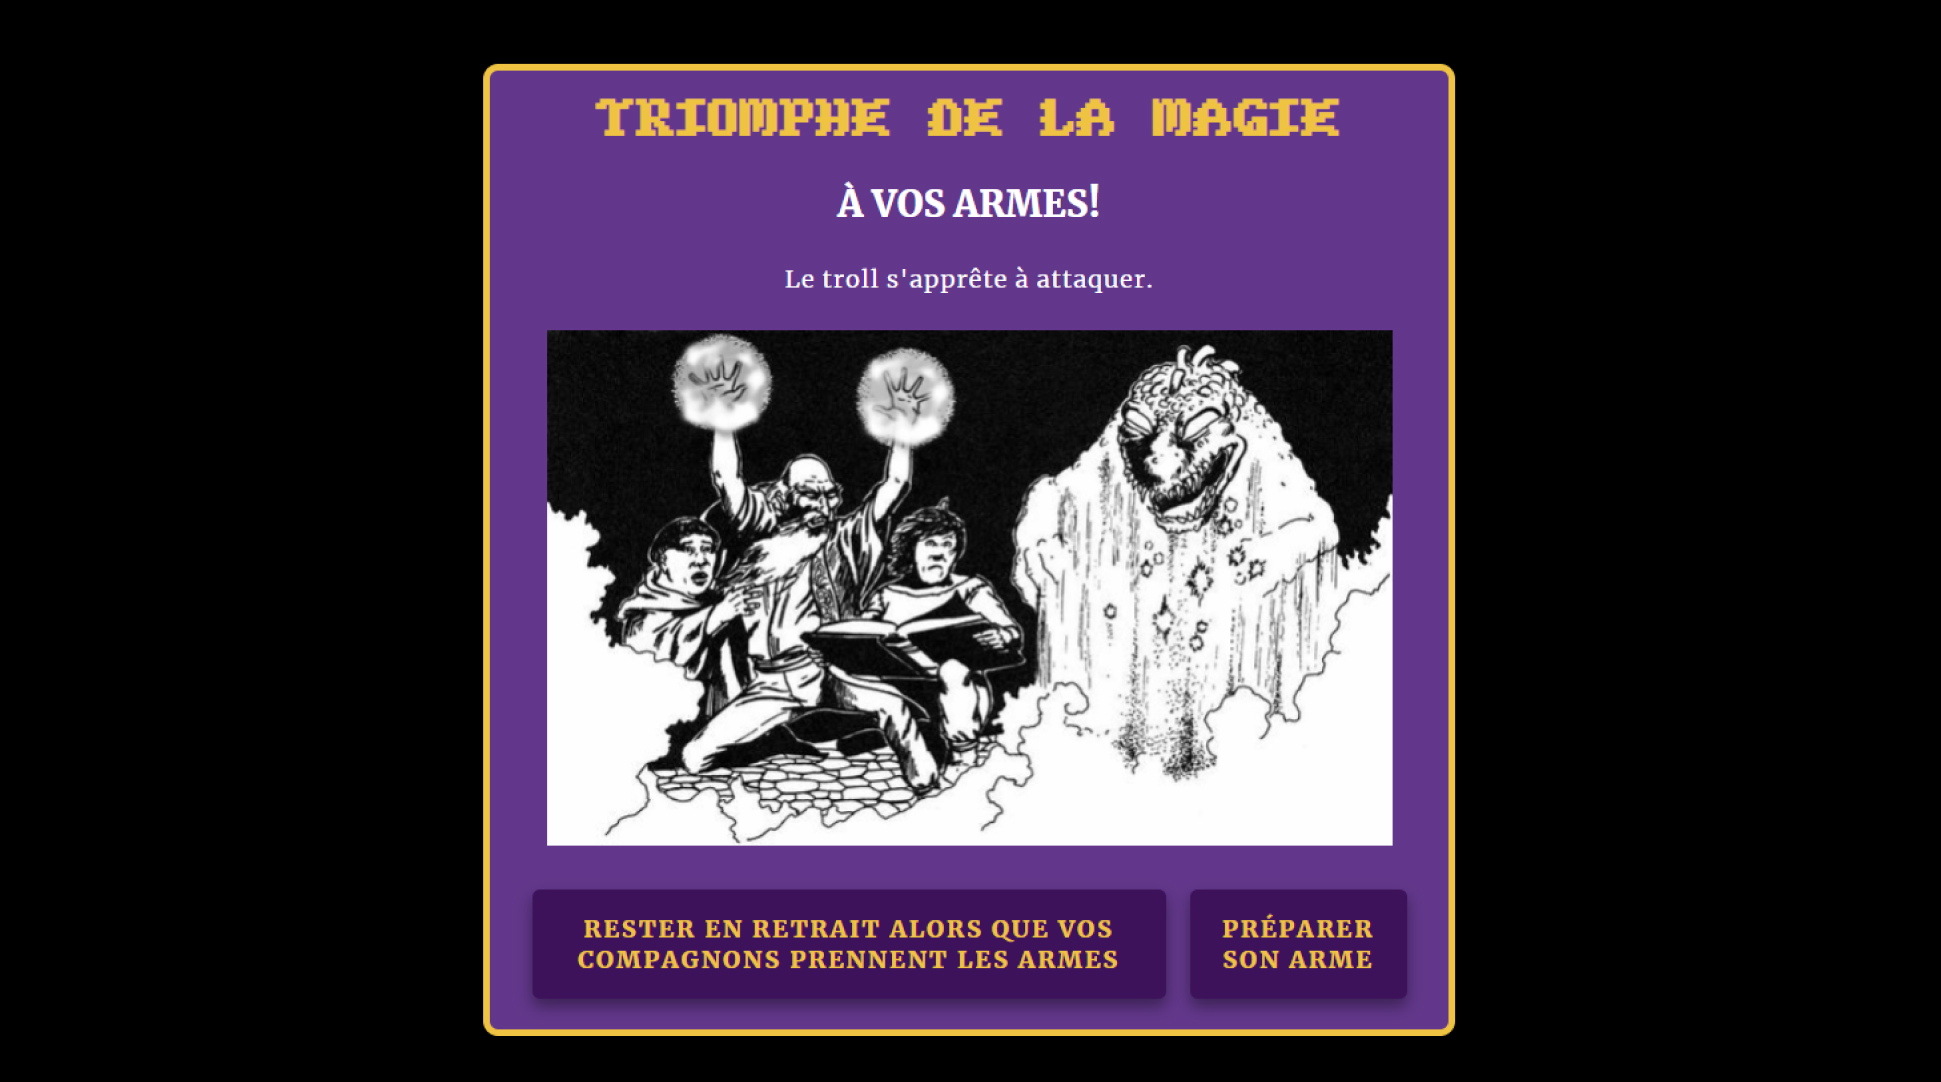 TRIOMPHE DE LA MAGIE
À VOS ARMES!
Le troll s'apprête à attaquer.
RESTER EN RETRAIT ALORS QUE VOS
COMPAGNONS PRENNENT LES ARMES
PRÉPARER
SON ARME